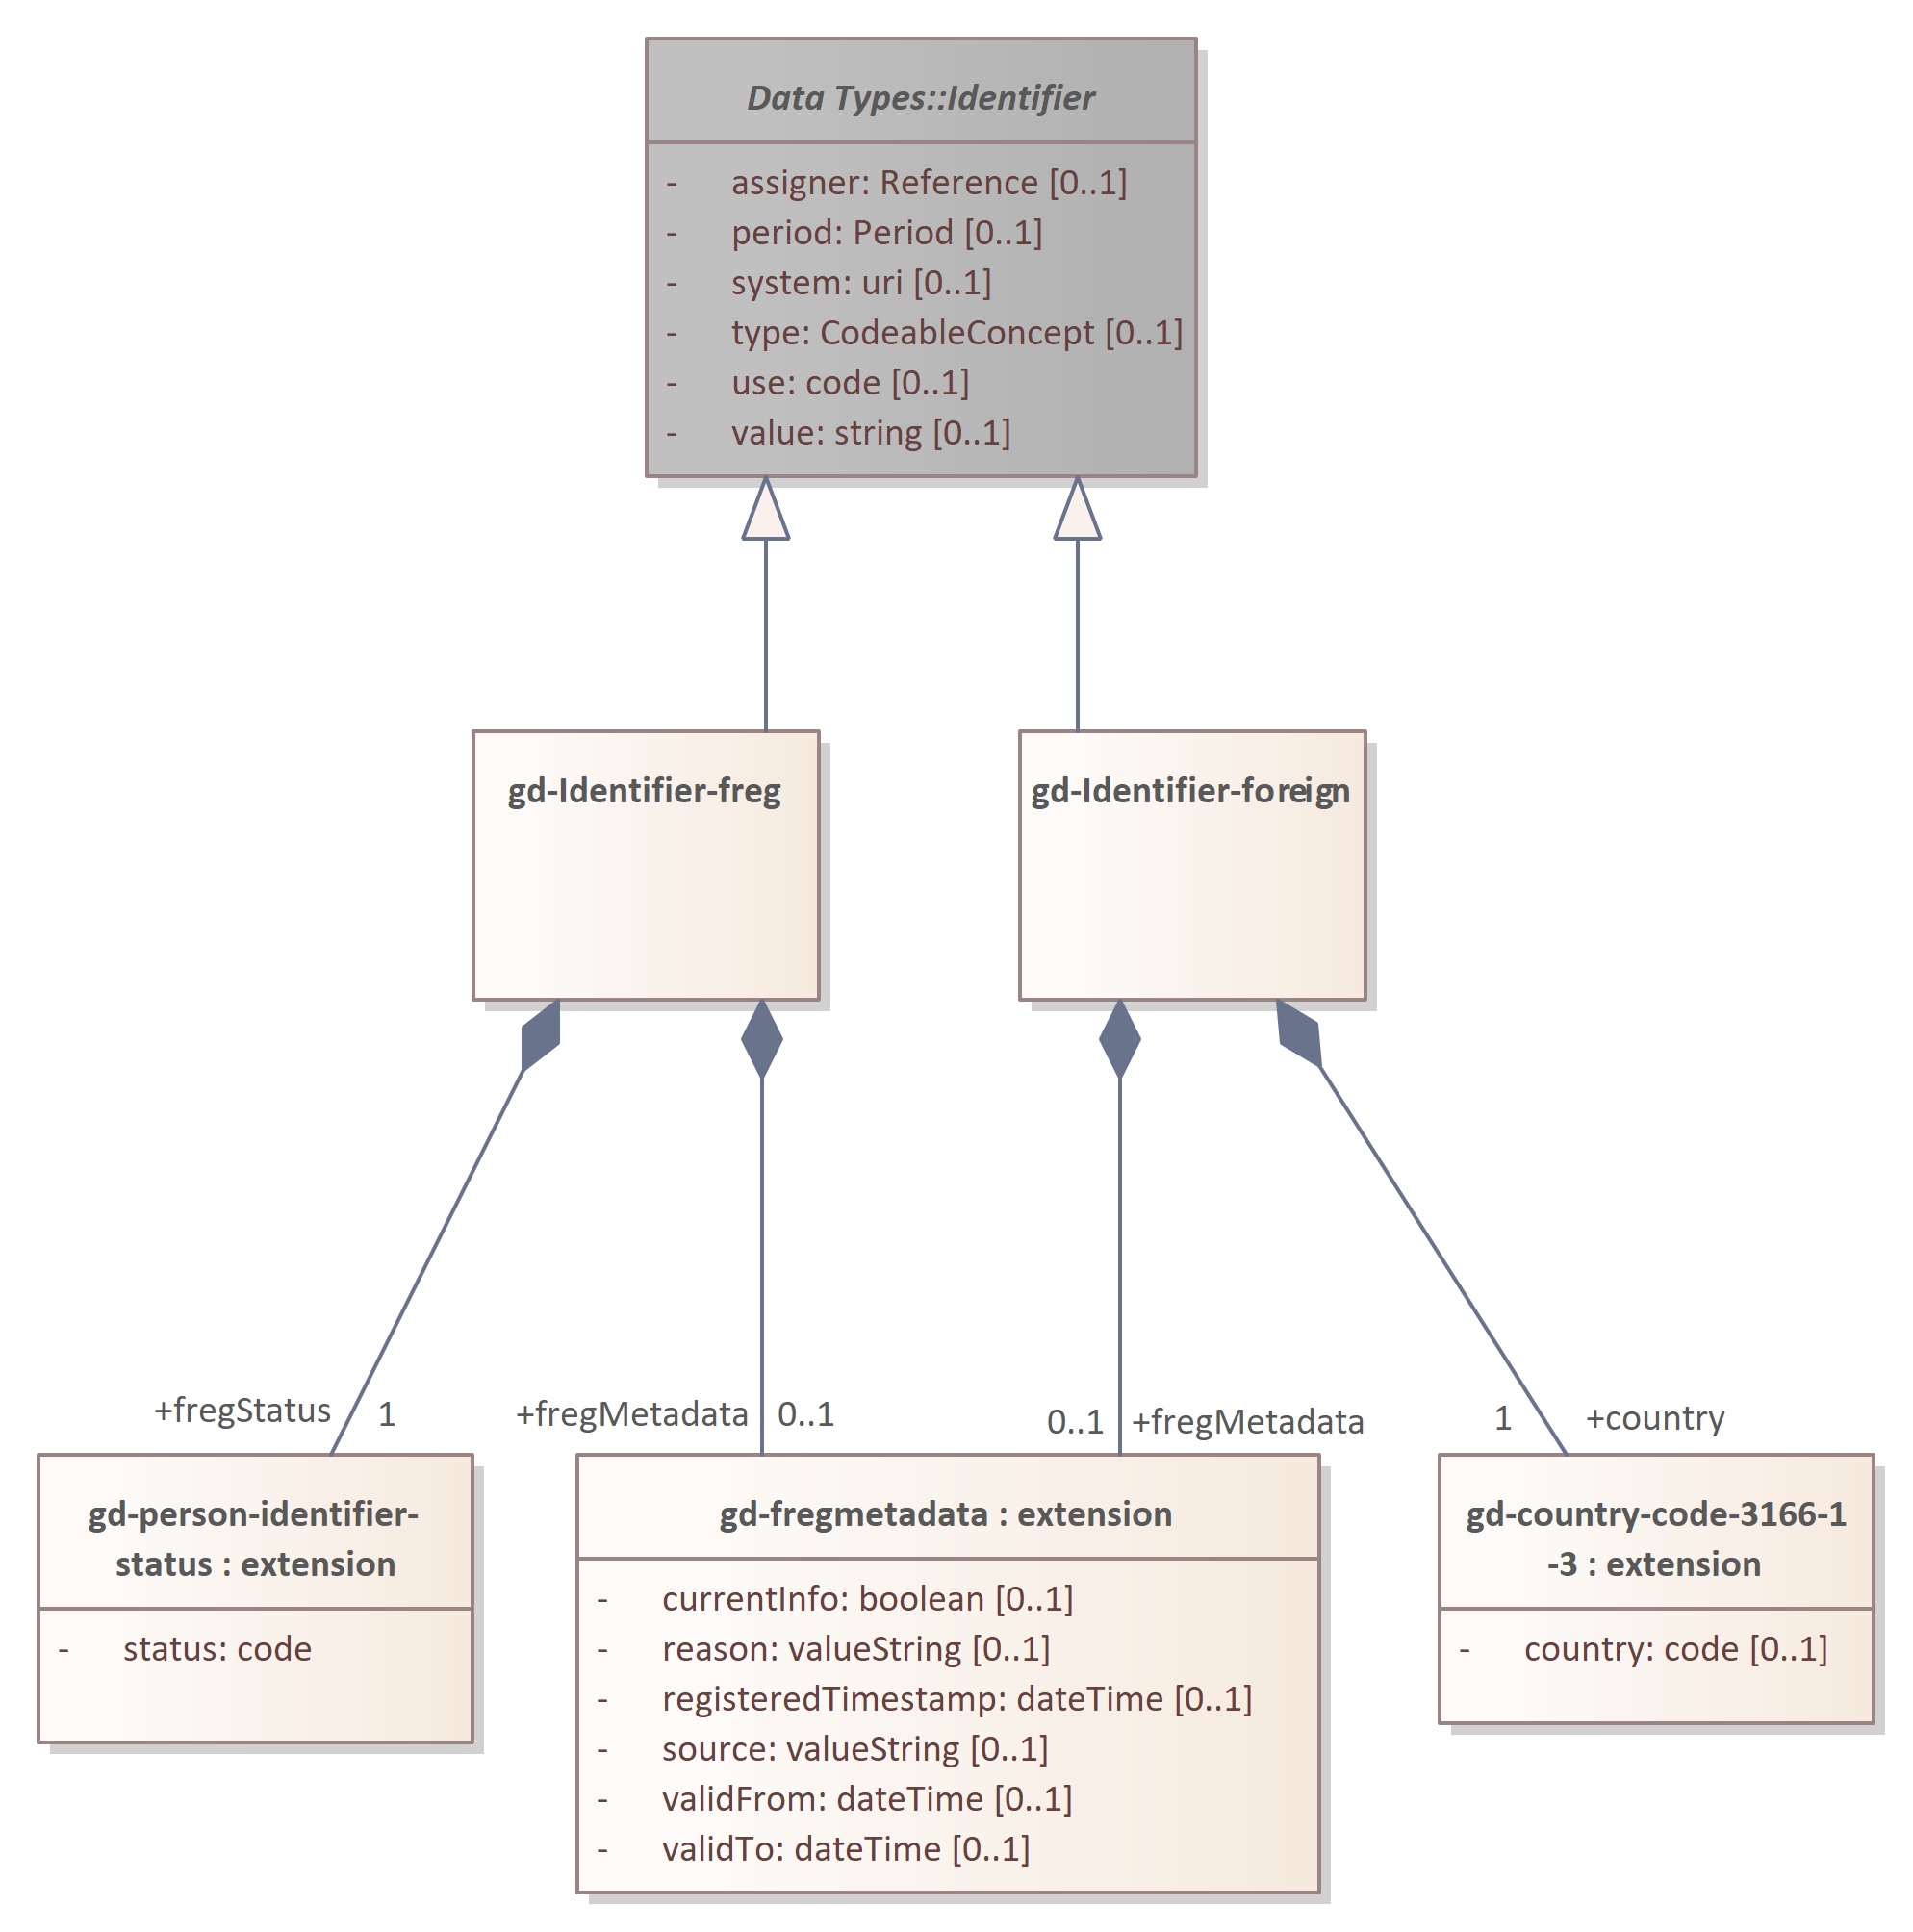 Data Types::Identifier
- assigner: Reference [0..1]
- period: Period [0..1]
- system: uri [0..1]
- type: CodeableConcept [0..1]
- use: code [0..1]
- value: string [0..1]
gd-Identifier-freg
gd-Identifier-foreign
+fregStatus 1
+fregMetadata 0..1
0..1 +fregMetadata
1 +country
gd-person-identifier-
status : extension
- status: code
gd-fregmetadata : extension
- currentInfo: boolean [0..1]
- reason: valueString [0..1]
- registeredTimestamp: dateTime [0..1]
- source: valueString [0..1]
- validFrom: dateTime [0..1]
- validTo: dateTime [0..1]
gd-country-code-3166-1
-3 : extension
- country: code [0..1]